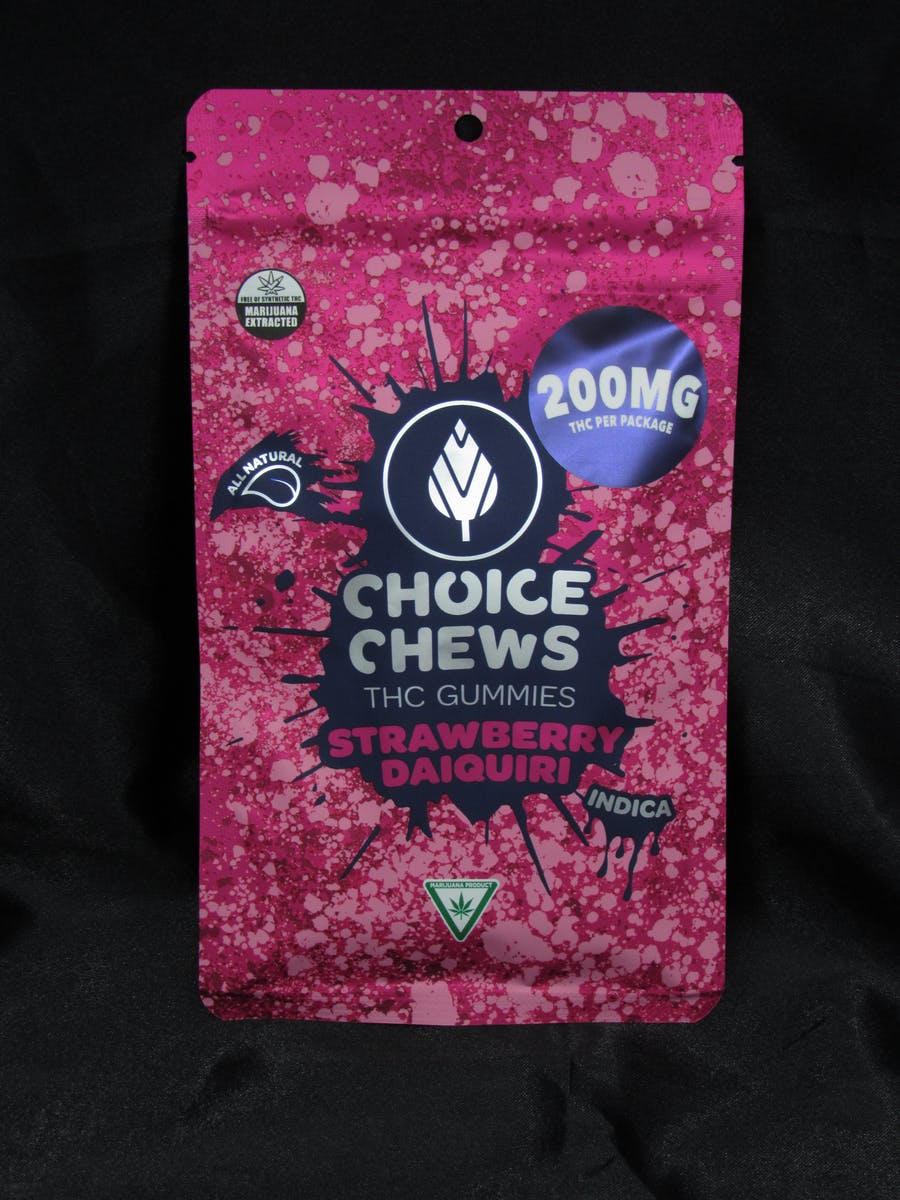 FREE OF SYNTHETIC THC
MARIJUANA
EXTRACTED
200MG
THC PER PACKAGE
ALL NATURAL
CHOICE
CHEWS
THC GUMMIES
STRAWBERRY
DAIQUIRI
INDICA
MARIJUANA PRODUCT